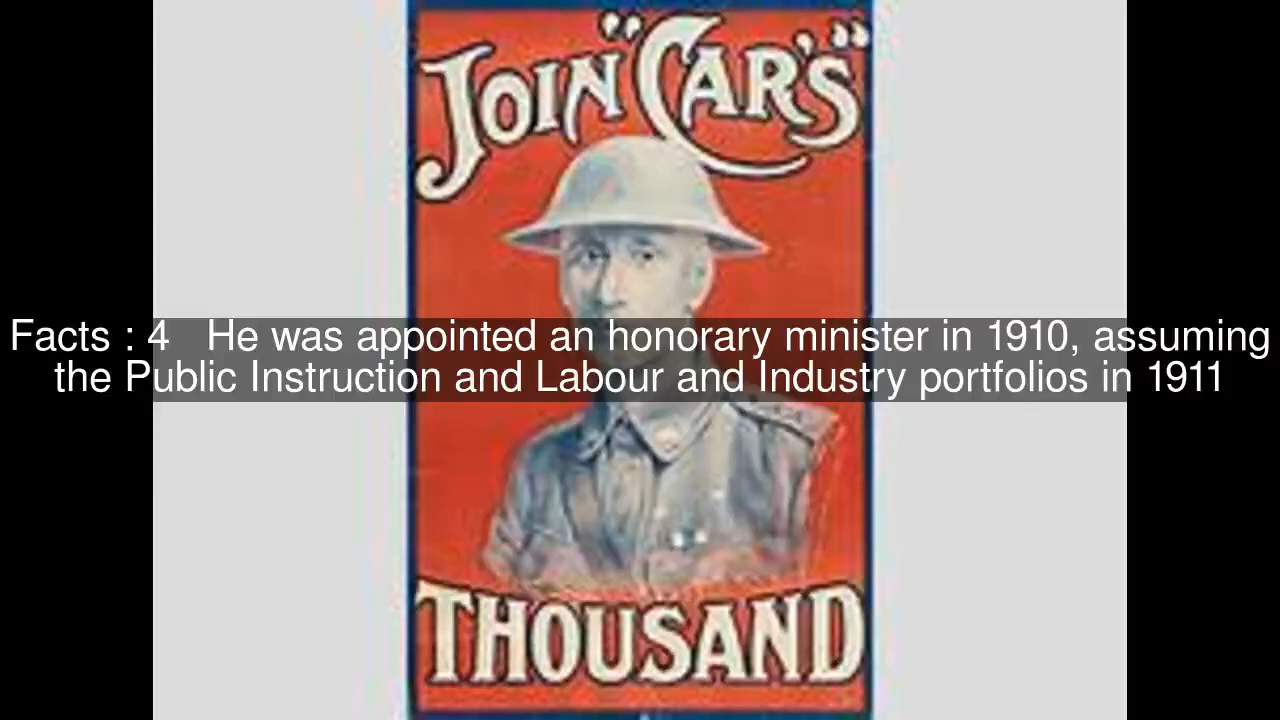 JOIN "CAR'S"
Facts : 4   He was appointed an honorary minister in 1910, assuming
the Public Instruction and Labour and Industry portfolios in 1911
THOUSAND